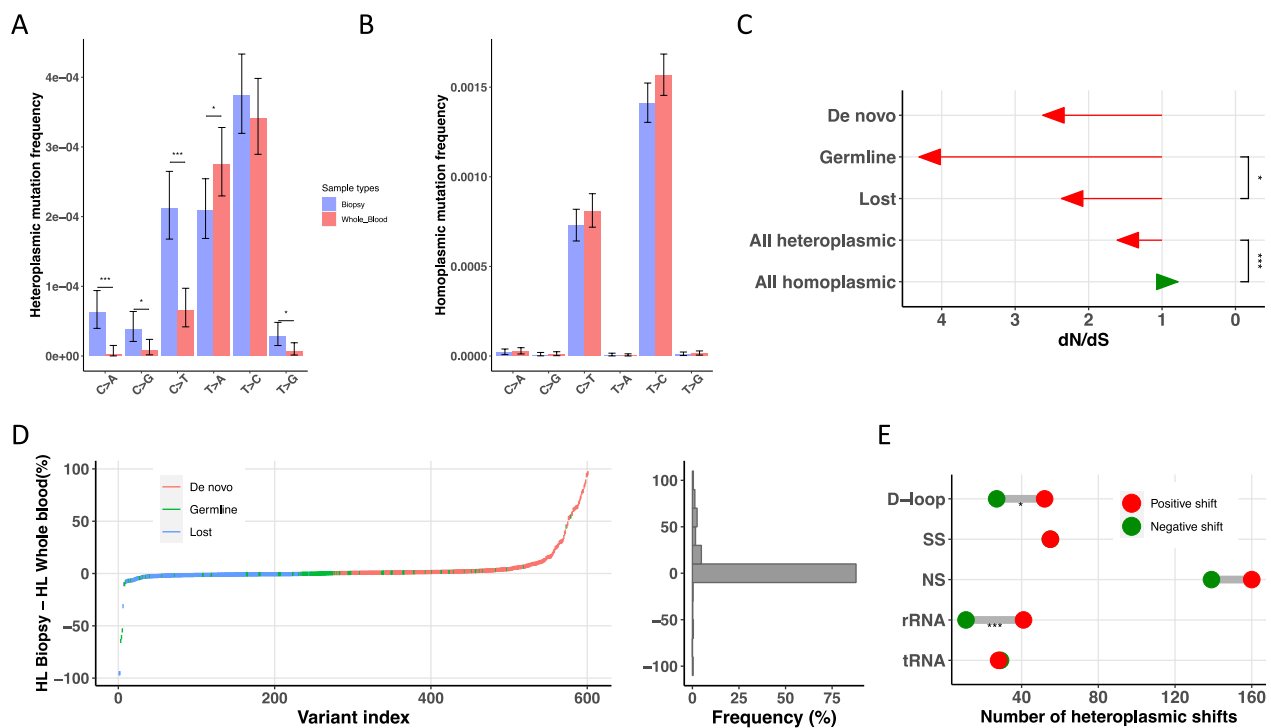 A
Heteroplasmic mutation frequency
4e−04
3e−04
2e−04
1e−04
0e+00
***
*
***
*
*
C>A
C>G
C>T
T>A
T>C
T>G
Sample types
Biopsy
Whole_Blood
B
Homoplasmic mutation frequency
0.0015
0.0010
0.0005
0.0000
C>A
C>G
C>T
T>A
T>C
T>G
C
De novo
Germline
Lost
All heteroplasmic
All homoplasmic
*
***
4
3
2
1
0
dN/dS
D
HL Biopsy − HL Whole blood(%)
100
50
0
−50
−100
De novo
Germline
Lost
0
200
400
600
Variant index
100
50
0
−50
−100
0
25
50
75
Frequency (%)
E
D−loop
SS
NS
rRNA
tRNA
*
***
Positive shift
Negative shift
40
80
120
160
Number of heteroplasmic shifts